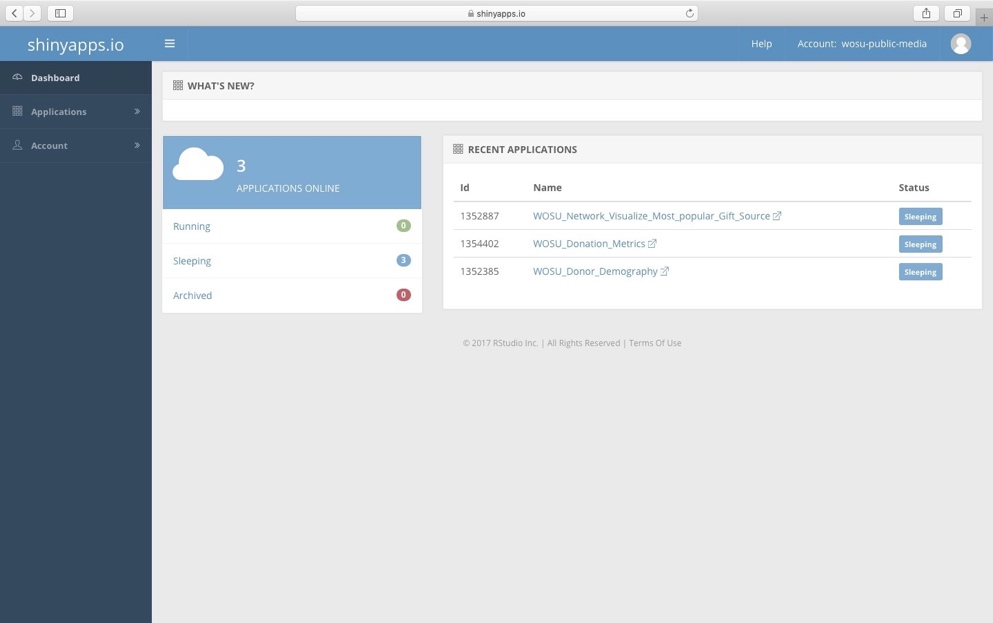 shinyapps.io
shinyapps.io
Help
Account: wosu-public-media
Dashboard
Applications
Account
WHAT'S NEW?
3
APPLICATIONS ONLINE
Running 0
Sleeping 3
Archived 0
RECENT APPLICATIONS
Id Name Status
1352887 WOSU_Network_Visualize_Most_popular_Gift_Source Sleeping
1354402 WOSU_Donation_Metrics Sleeping
1352385 WOSU_Donor_Demography Sleeping
© 2017 RStudio Inc. | All Rights Reserved | Terms Of Use